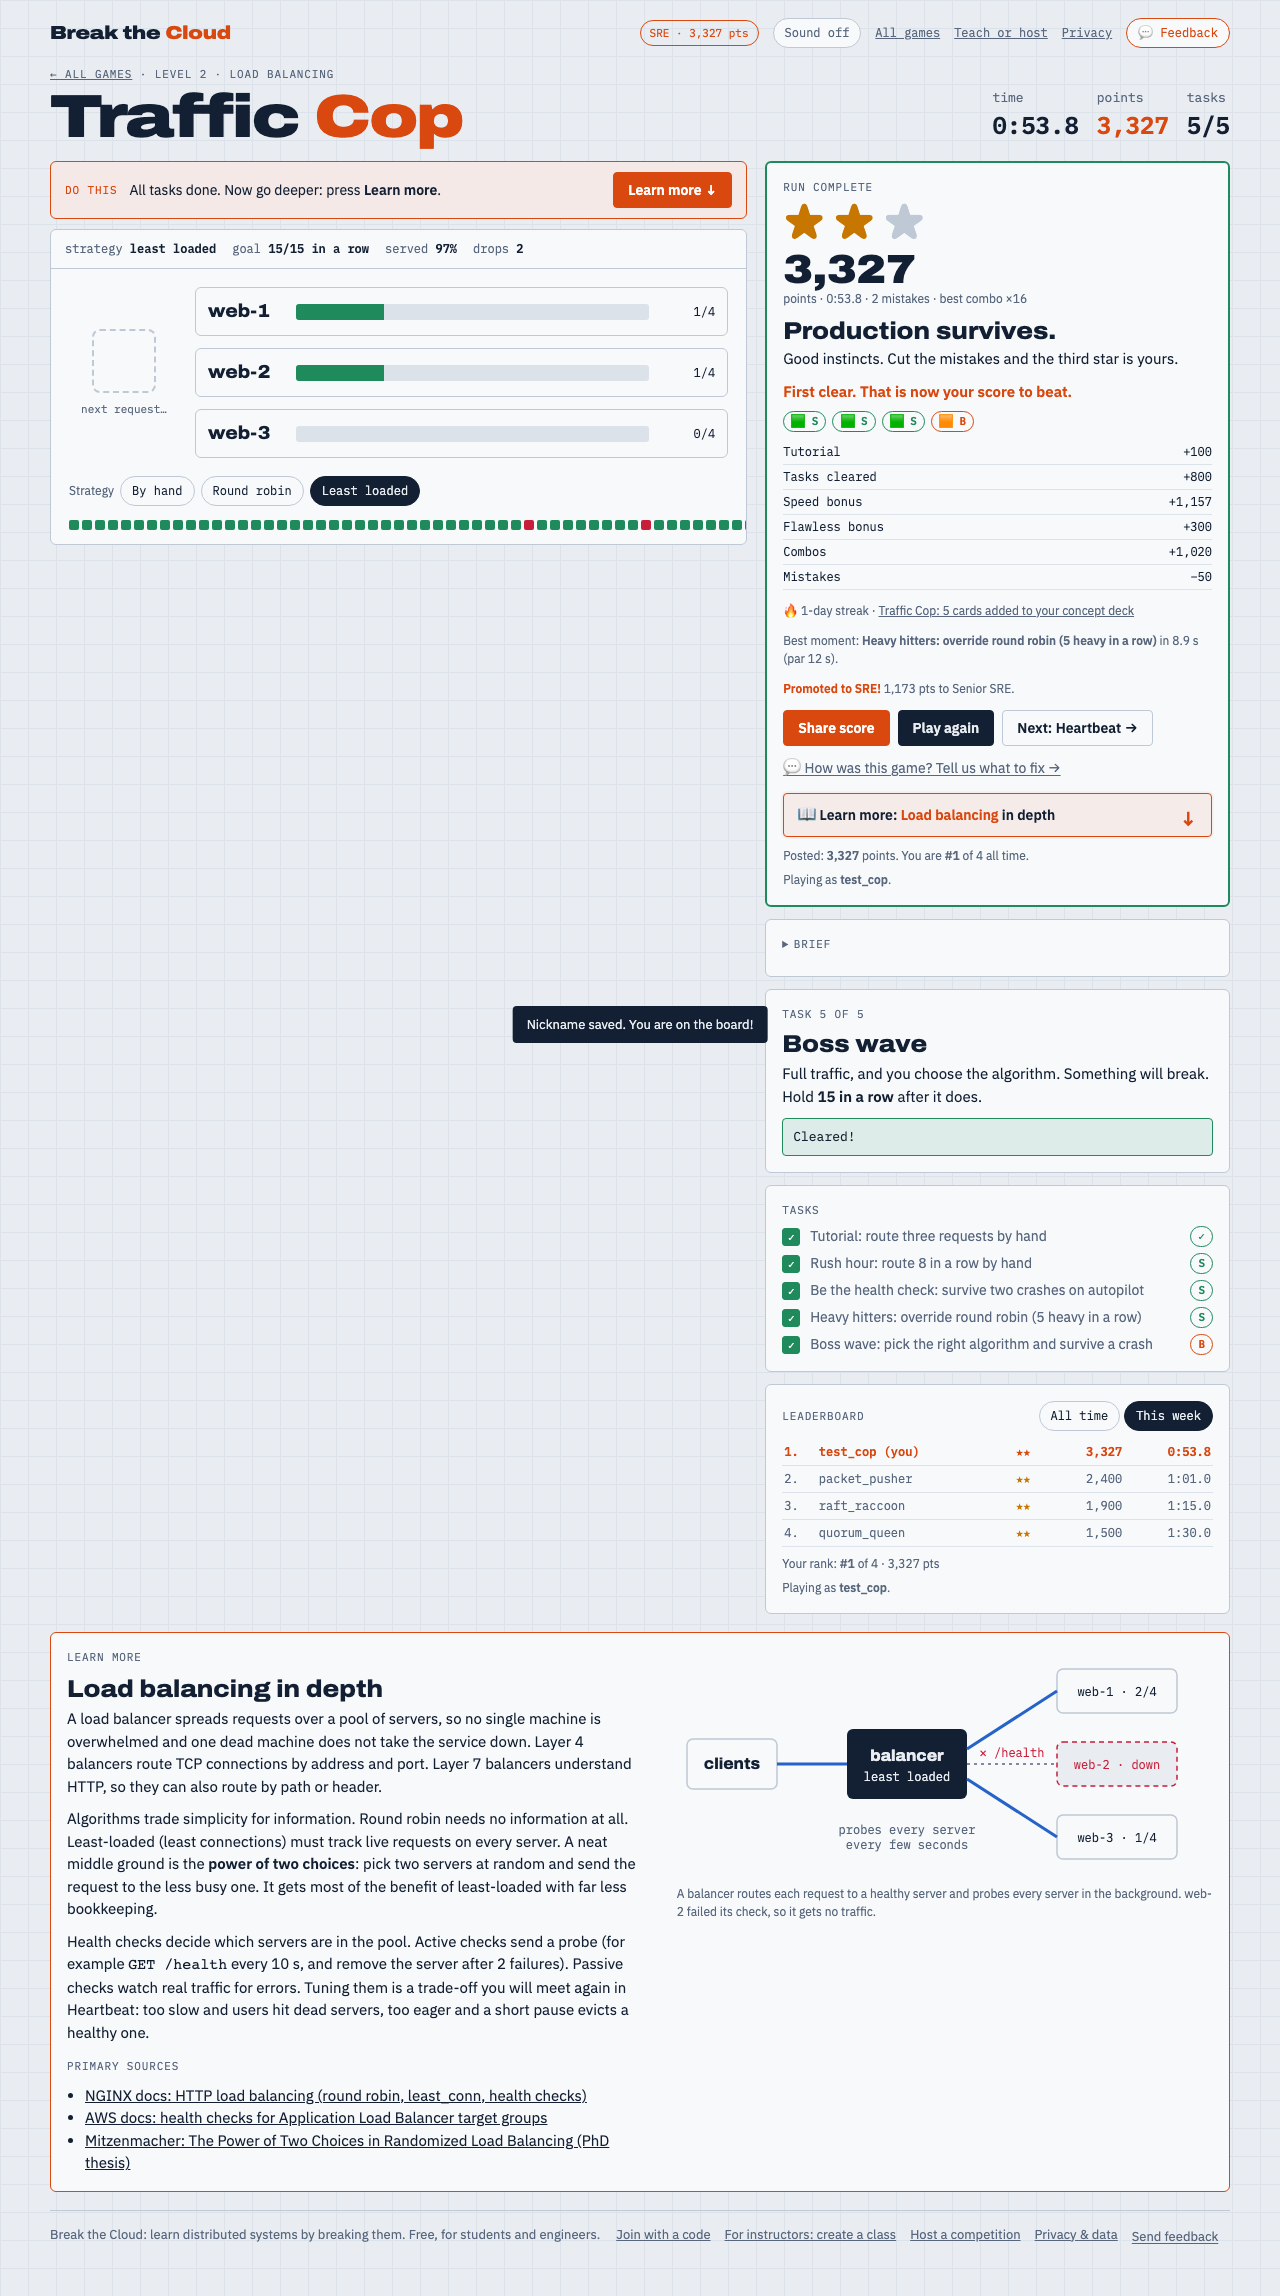 Break the Cloud
SRE · 3,327 pts
Sound off
All games
Teach or host
Privacy
💬 Feedback
← ALL GAMES · LEVEL 2 · LOAD BALANCING
Traffic Cop
time
0:53.8
points
3,327
tasks
5/5
DO THIS All tasks done. Now go deeper: press Learn more.
Learn more ↓
strategy least loaded goal 15/15 in a row served 97% drops 2
next request…
web-1 1/4
web-2 1/4
web-3 0/4
Strategy By hand Round robin Least loaded
RUN COMPLETE
3,327
points · 0:53.8 · 2 mistakes · best combo ×16
Production survives.
Good instincts. Cut the mistakes and the third star is yours.
First clear. That is now your score to beat.
S S S B
Tutorial +100
Tasks cleared +800
Speed bonus +1,157
Flawless bonus +300
Combos +1,020
Mistakes −50
🔥 1-day streak · Traffic Cop: 5 cards added to your concept deck
Best moment: Heavy hitters: override round robin (5 heavy in a row) in 8.9 s
(par 12 s).
Promoted to SRE! 1,173 pts to Senior SRE.
Share score
Play again
Next: Heartbeat →
💬 How was this game? Tell us what to fix →
📖 Learn more: Load balancing in depth ↓
Posted: 3,327 points. You are #1 of 4 all time.
Playing as test_cop.
▸ BRIEF
Nickname saved. You are on the board!
TASK 5 OF 5
Boss wave
Full traffic, and you choose the algorithm. Something will break.
Hold 15 in a row after it does.
Cleared!
TASKS
✓ Tutorial: route three requests by hand ✓
✓ Rush hour: route 8 in a row by hand S
✓ Be the health check: survive two crashes on autopilot S
✓ Heavy hitters: override round robin (5 heavy in a row) S
✓ Boss wave: pick the right algorithm and survive a crash B
LEADERBOARD
All time
This week
1. test_cop (you) ★★ 3,327 0:53.8
2. packet_pusher ★★ 2,400 1:01.0
3. raft_raccoon ★★ 1,900 1:15.0
4. quorum_queen ★★ 1,500 1:30.0
Your rank: #1 of 4 · 3,327 pts
Playing as test_cop.
LEARN MORE
Load balancing in depth
A load balancer spreads requests over a pool of servers, so no single machine is
overwhelmed and one dead machine does not take the service down. Layer 4
balancers route TCP connections by address and port. Layer 7 balancers understand
HTTP, so they can also route by path or header.
Algorithms trade simplicity for information. Round robin needs no information at all.
Least-loaded (least connections) must track live requests on every server. A neat
middle ground is the power of two choices: pick two servers at random and send the
request to the less busy one. It gets most of the benefit of least-loaded with far less
bookkeeping.
Health checks decide which servers are in the pool. Active checks send a probe (for
example GET /health every 10 s, and remove the server after 2 failures). Passive
checks watch real traffic for errors. Tuning them is a trade-off you will meet again in
Heartbeat: too slow and users hit dead servers, too eager and a short pause evicts a
healthy one.
PRIMARY SOURCES
• NGINX docs: HTTP load balancing (round robin, least_conn, health checks)
• AWS docs: health checks for Application Load Balancer target groups
• Mitzenmacher: The Power of Two Choices in Randomized Load Balancing (PhD
thesis)
clients
balancer
least loaded
× /health
web-1 · 2/4
web-2 · down
web-3 · 1/4
probes every server
every few seconds
A balancer routes each request to a healthy server and probes every server in the background. web-
2 failed its check, so it gets no traffic.
Break the Cloud: learn distributed systems by breaking them. Free, for students and engineers.
Join with a code
For instructors: create a class
Host a competition
Privacy & data
Send feedback